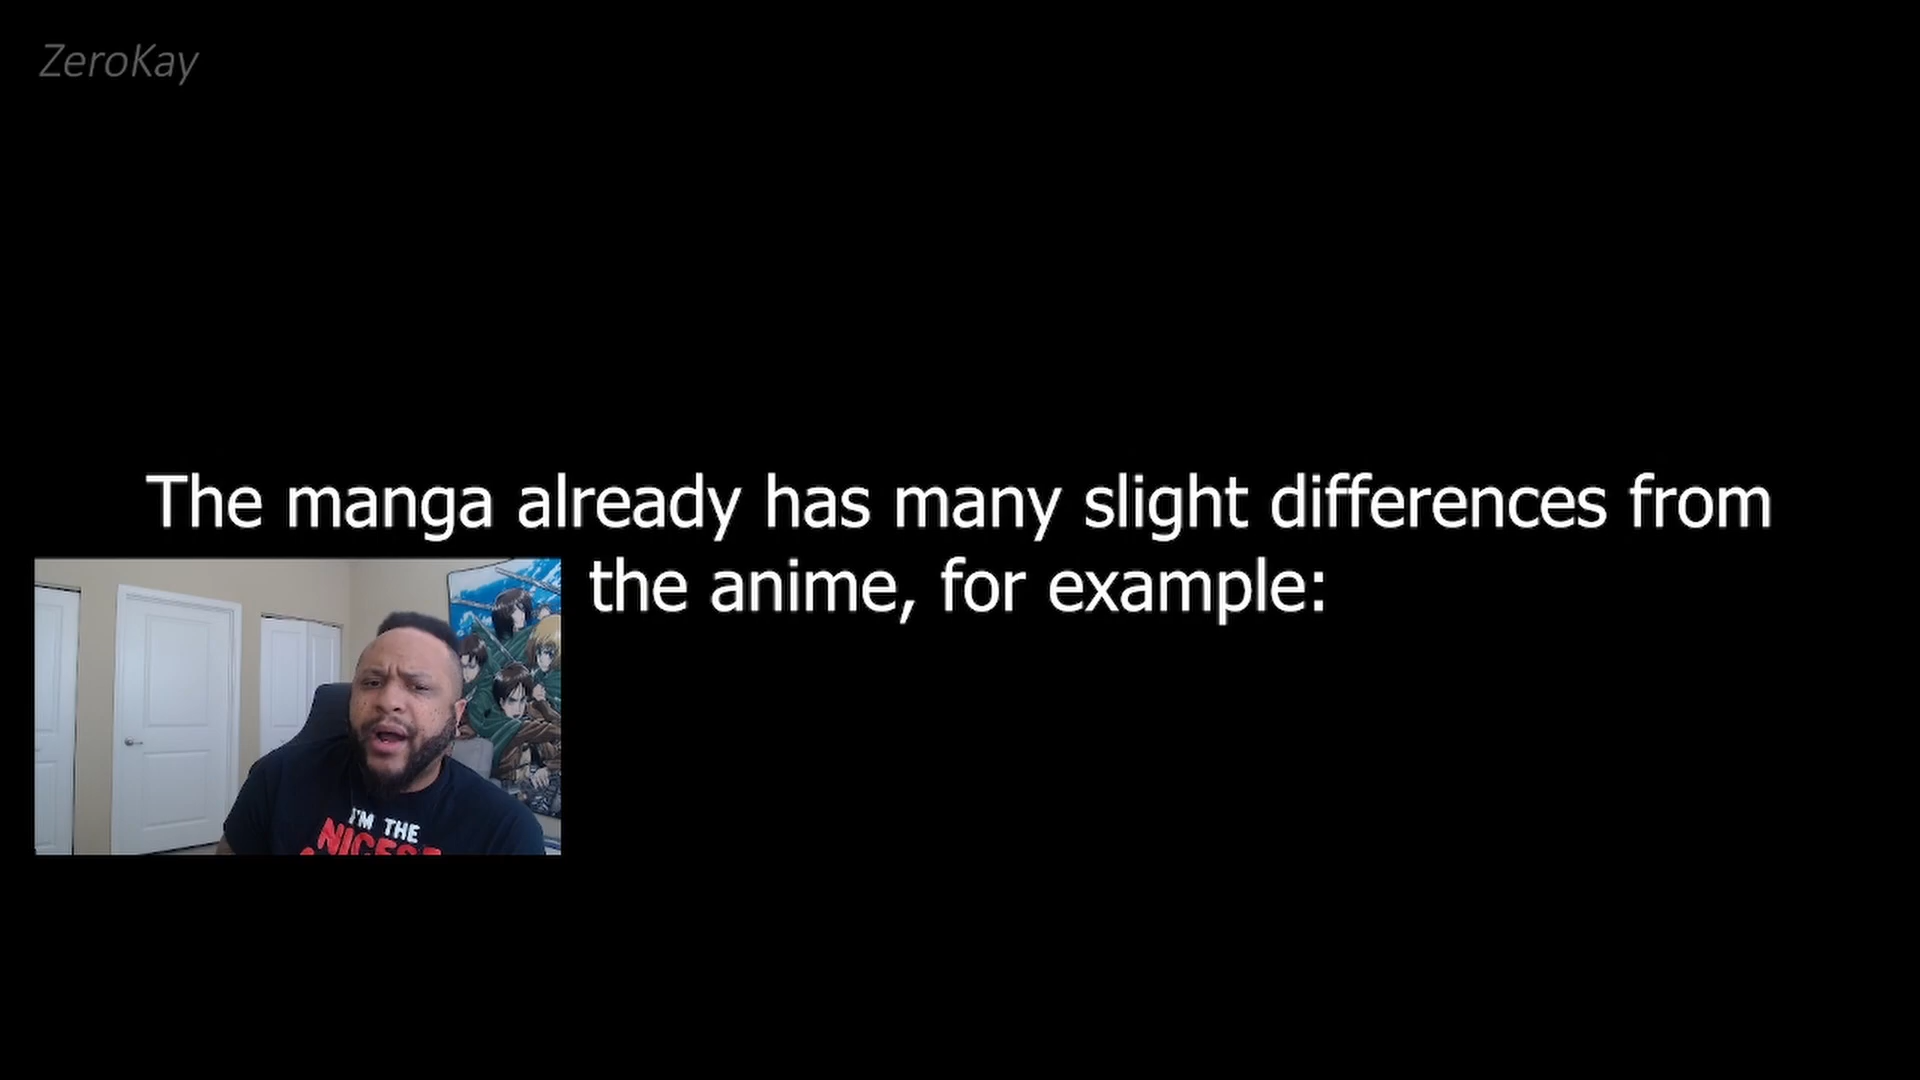 ZeroKay
The manga already has many slight differences from
the anime, for example:
I'M THE